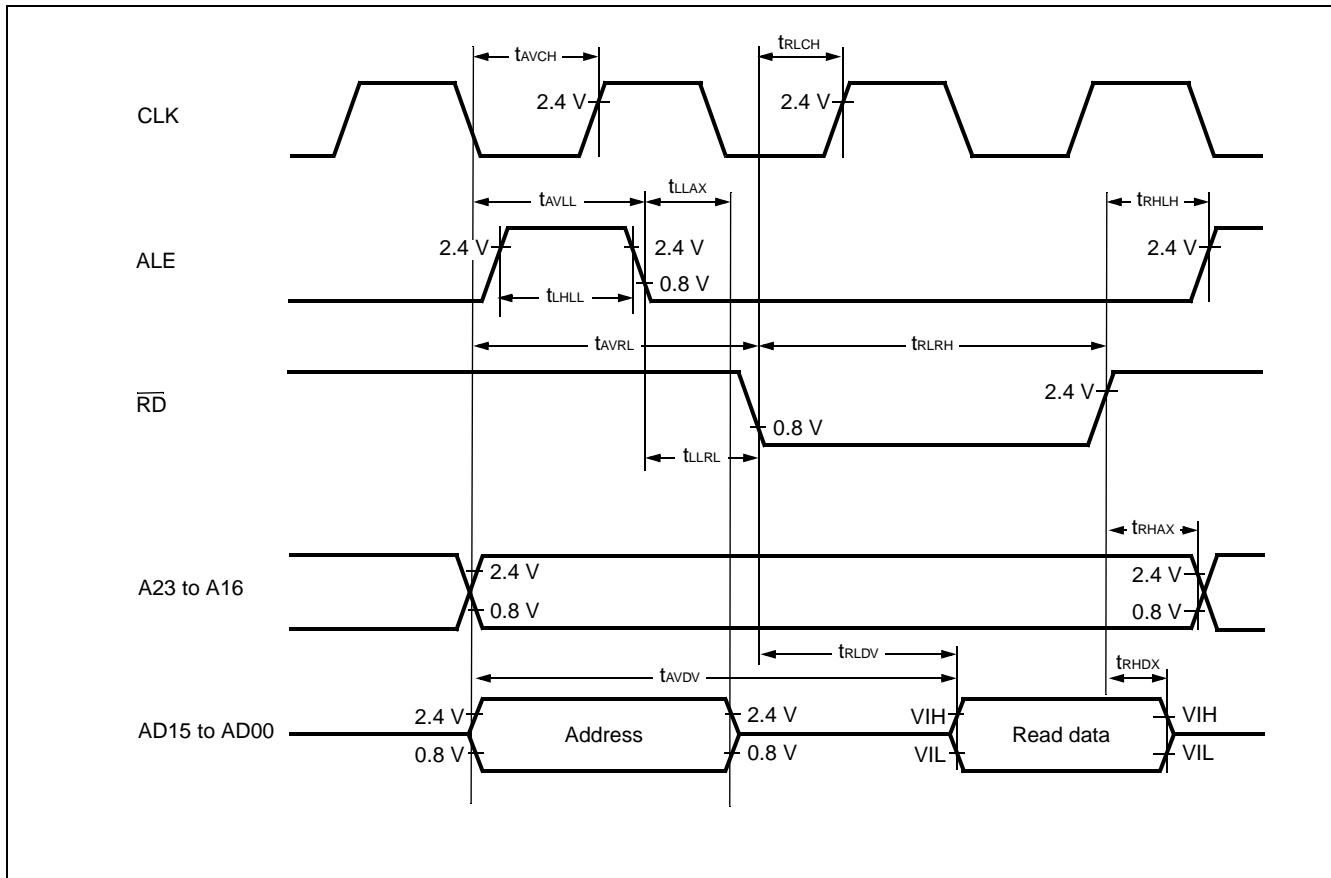 tAVCH
tRLCH
CLK
2.4 V
2.4 V
tAVLL
tLLAX
tRHLH
ALE
2.4 V
2.4 V
2.4 V
0.8 V
tLHLL
tAVRL
tRLRH
RD
2.4 V
0.8 V
tLLRL
tRHAX
A23 to A16
2.4 V
2.4 V
0.8 V
0.8 V
tRLDV
tAVDV
tRHDX
AD15 to AD00
2.4 V
Address
2.4 V
VIH
Read data
VIH
0.8 V
0.8 V
VIL
VIL